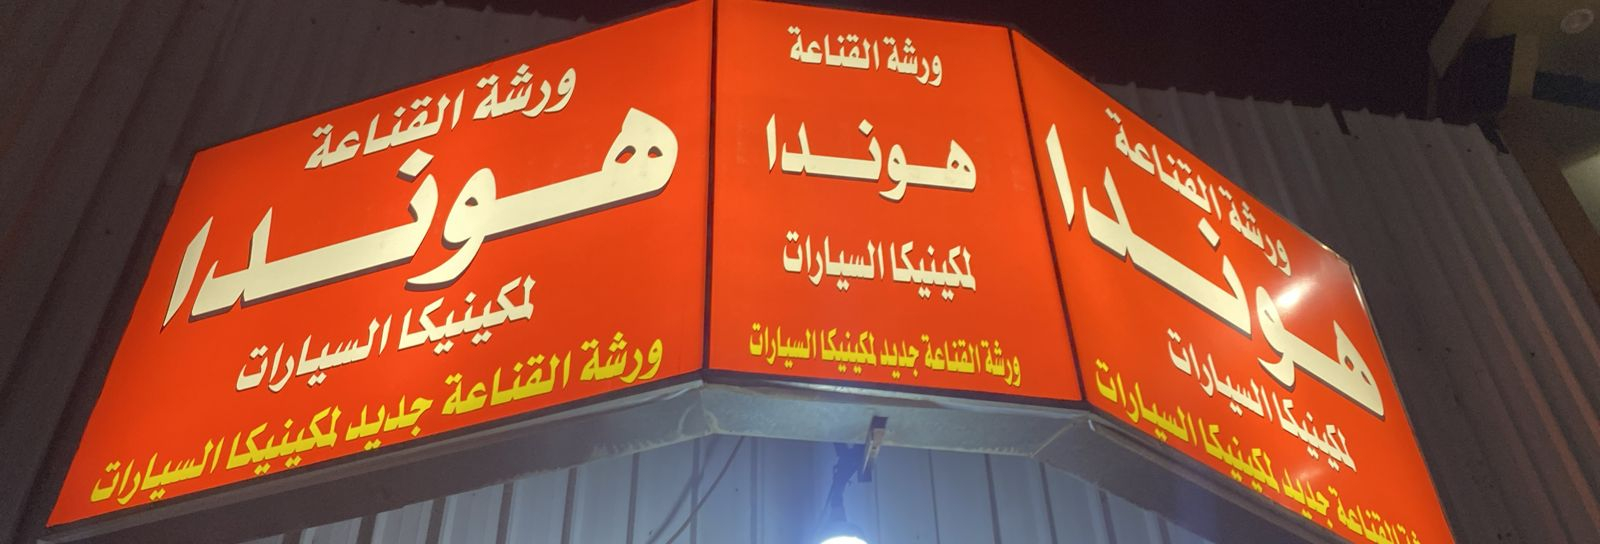 ورشة القناعة
هوندا
لمكينيكا السيارات
ورشة القناعة جديد لمكينيكا السيارات
ورشة القناعة
هوندا
لمكينيكا السيارات
ورشة القناعة جديد لمكينيكا السيارات
ورشة القناعة
هوندا
لمكينيكا السيارات
القناعة جديد لمكينيكا السيارات